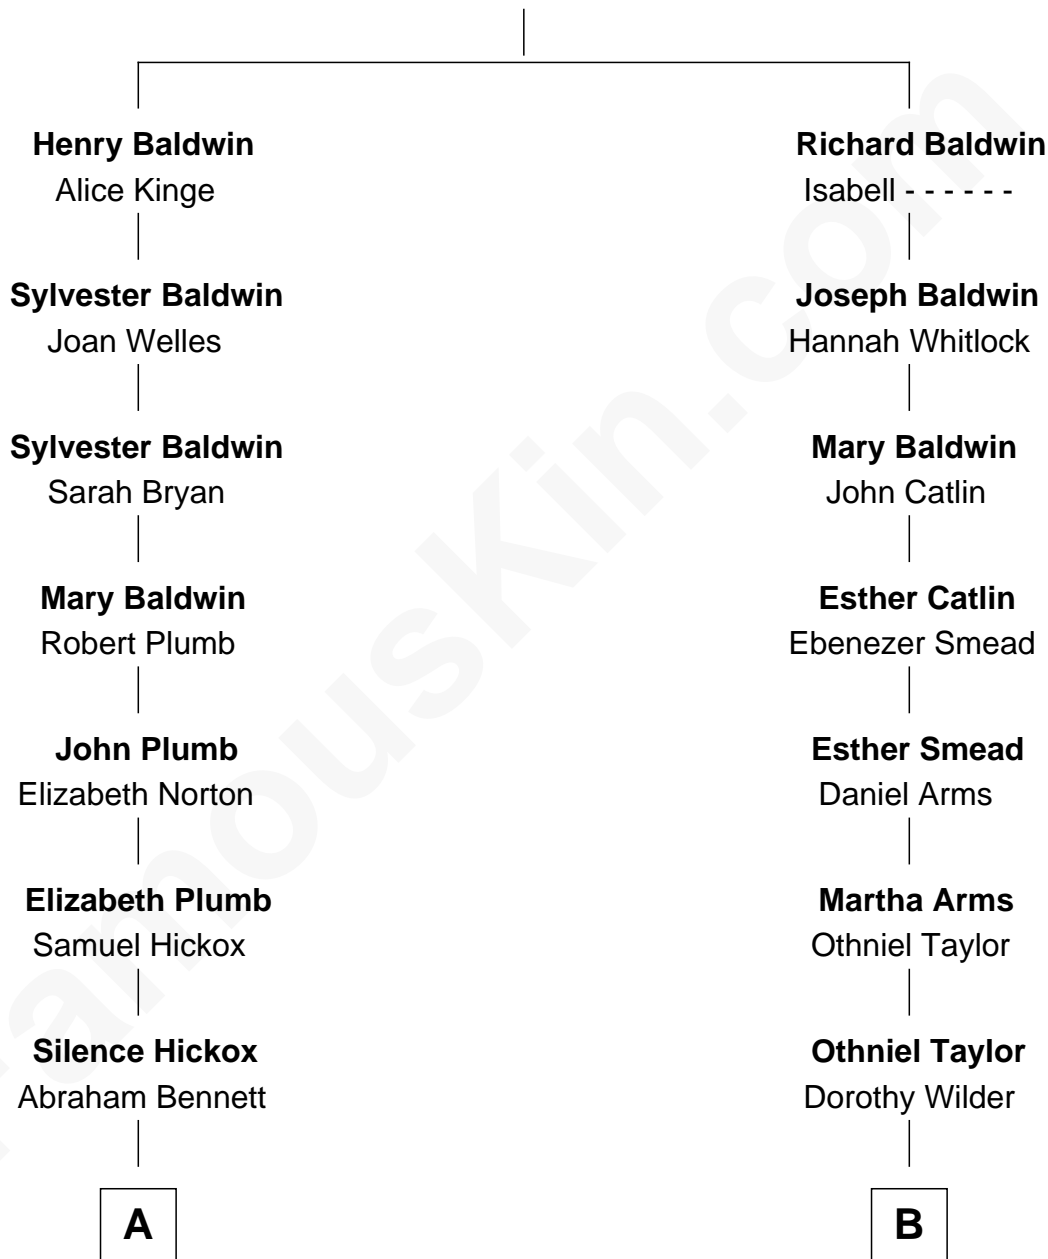 Henry Baldwin
Alice Kinge
Sylvester Baldwin
Joan Welles
Sylvester Baldwin
Sarah Bryan
Mary Baldwin
Robert Plumb
John Plumb
Elizabeth Norton
Elizabeth Plumb
Samuel Hickox
Silence Hickox
Abraham Bennett
A
Richard Baldwin
Isabell - - - - - -
Joseph Baldwin
Hannah Whitlock
Mary Baldwin
John Catlin
Esther Catlin
Ebenezer Smead
Esther Smead
Daniel Arms
Martha Arms
Othniel Taylor
Othniel Taylor
Dorothy Wilder
B
FamousKin.com